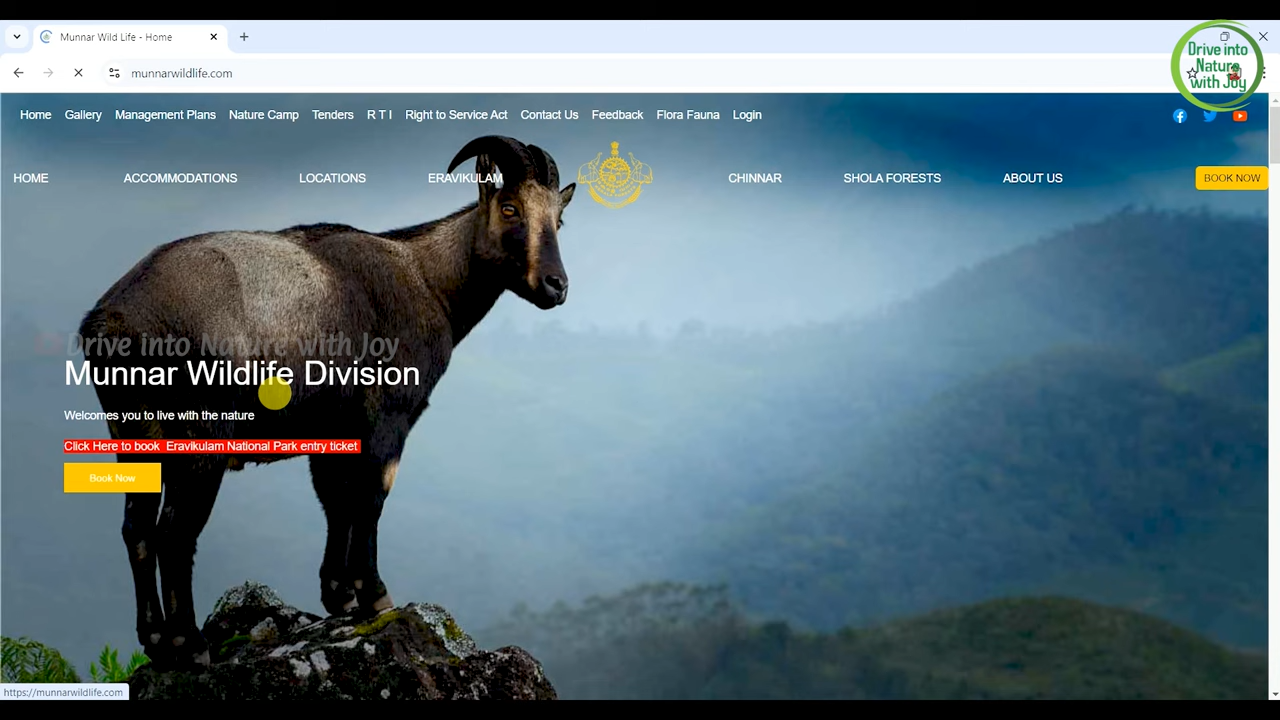 Munnar Wild Life - Home
Drive into
Nature
with Joy
munnarwildlife.com
Home Gallery Management Plans Nature Camp Tenders R T I Right to Service Act Contact Us Feedback Flora Fauna Login
HOME ACCOMMODATIONS LOCATIONS ERAVIKULAM CHINNAR SHOLA FORESTS ABOUT US BOOK NOW
Drive into Nature with Joy
Munnar Wildlife Division
Welcomes you to live with the nature
Click Here to book Eravikulam National Park entry ticket
Book Now
https://munnarwildlife.com